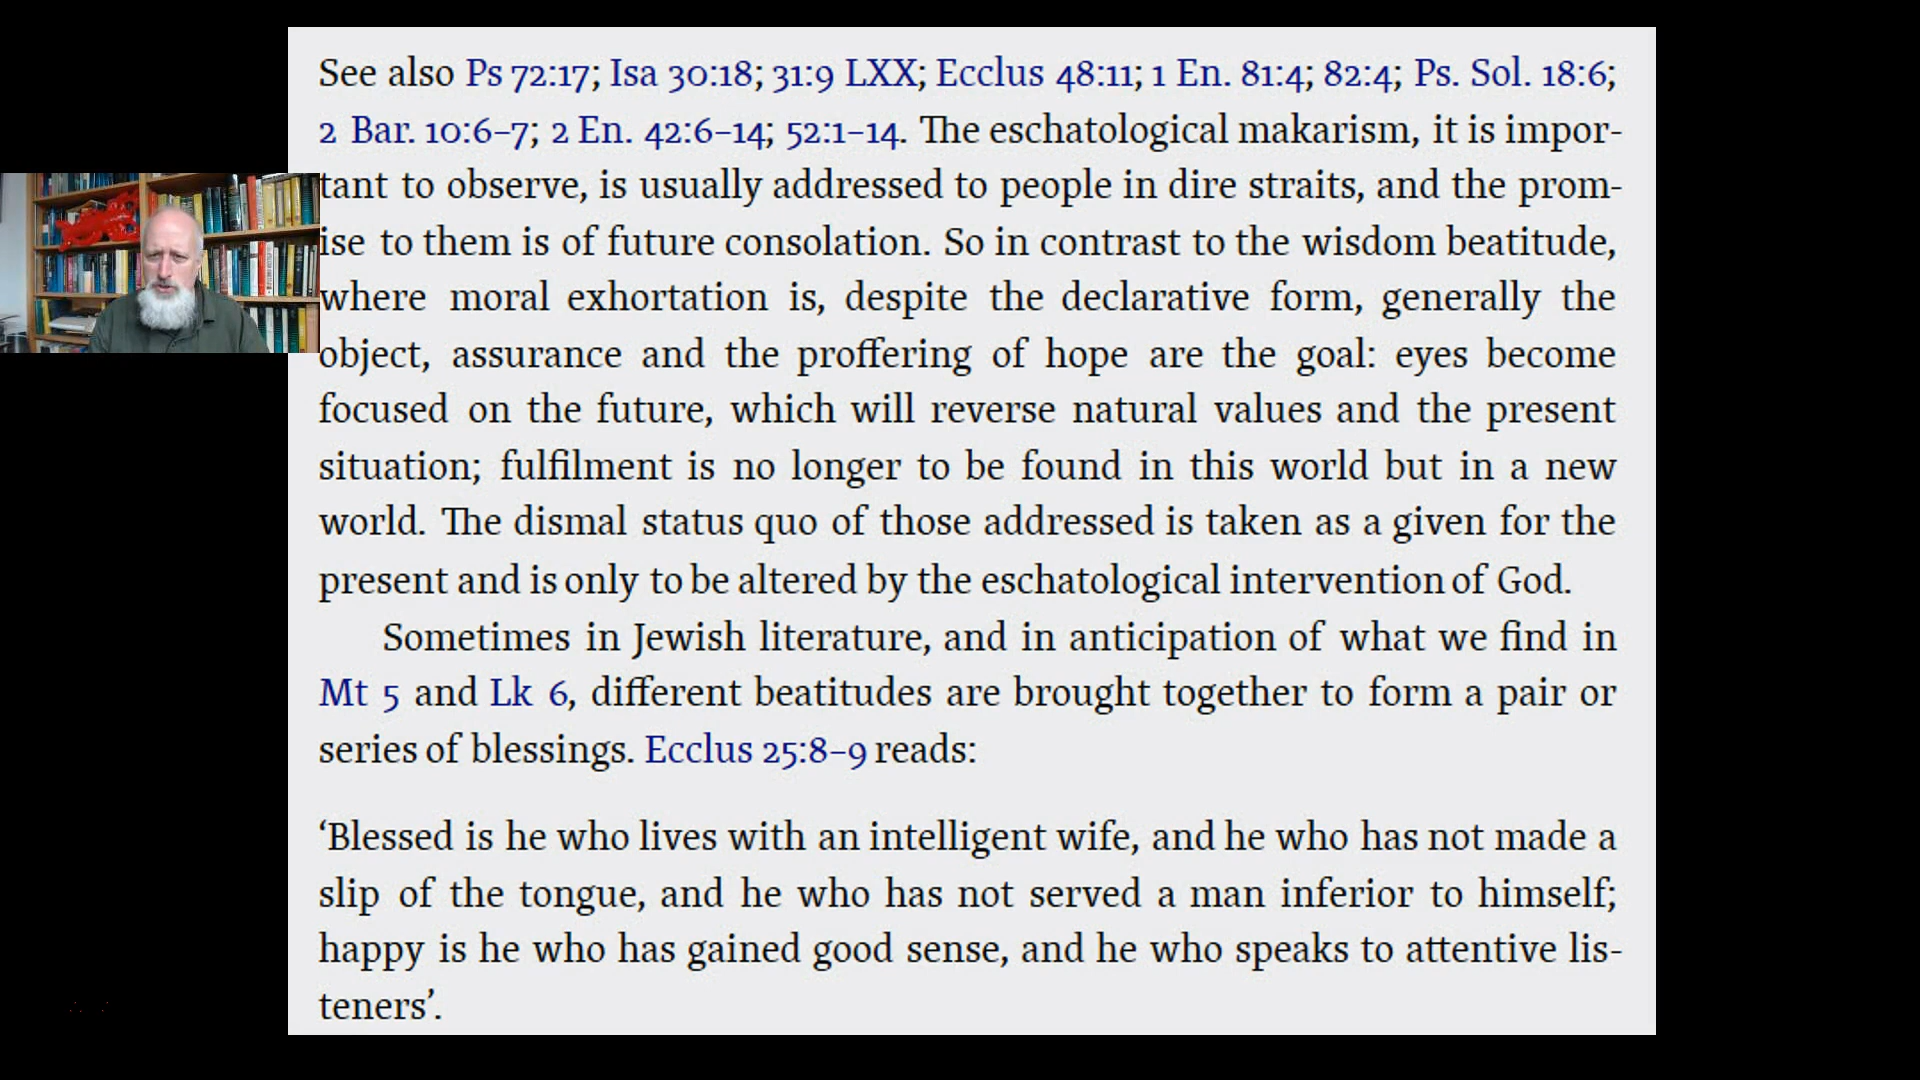 See also Ps 72:17; Isa 30:18; 31:9 LXX; Ecclus 48:11; 1 En. 81:4; 82:4; Ps. Sol. 18:6;
2 Bar. 10:6–7; 2 En. 42:6–14; 52:1–14. The eschatological makarism, it is impor-
tant to observe, is usually addressed to people in dire straits, and the prom-
ise to them is of future consolation. So in contrast to the wisdom beatitude,
where moral exhortation is, despite the declarative form, generally the
object, assurance and the proffering of hope are the goal: eyes become
focused on the future, which will reverse natural values and the present
situation; fulfilment is no longer to be found in this world but in a new
world. The dismal status quo of those addressed is taken as a given for the
present and is only to be altered by the eschatological intervention of God.
Sometimes in Jewish literature, and in anticipation of what we find in
Mt 5 and Lk 6, different beatitudes are brought together to form a pair or
series of blessings. Ecclus 25:8–9 reads:
‘Blessed is he who lives with an intelligent wife, and he who has not made a
slip of the tongue, and he who has not served a man inferior to himself;
happy is he who has gained good sense, and he who speaks to attentive lis-
teners’.